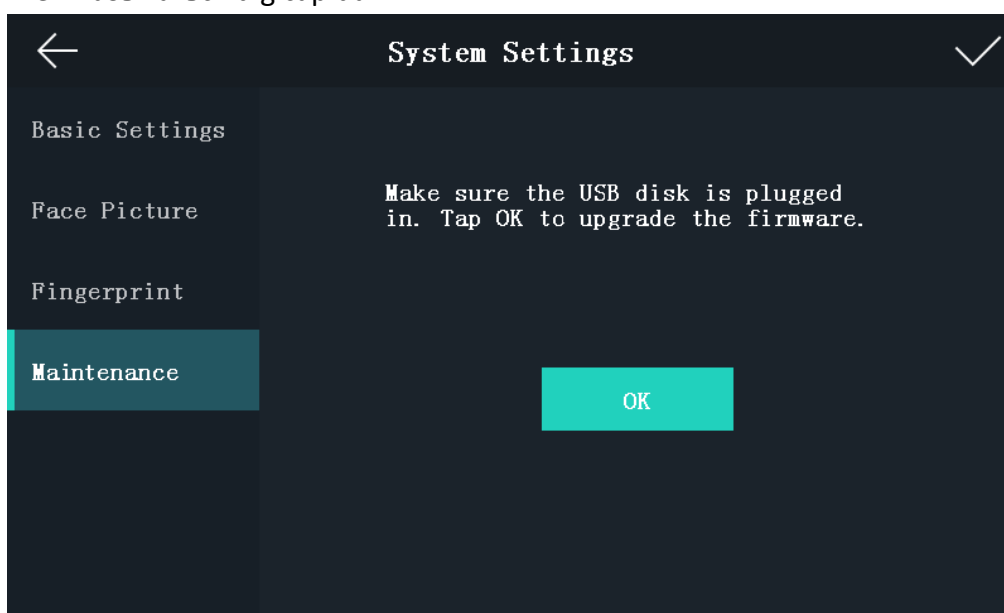 System Settings
Basic Settings
Face Picture
Fingerprint
Maintenance
Make sure the USB disk is plugged
in. Tap OK to upgrade the firmware.
OK